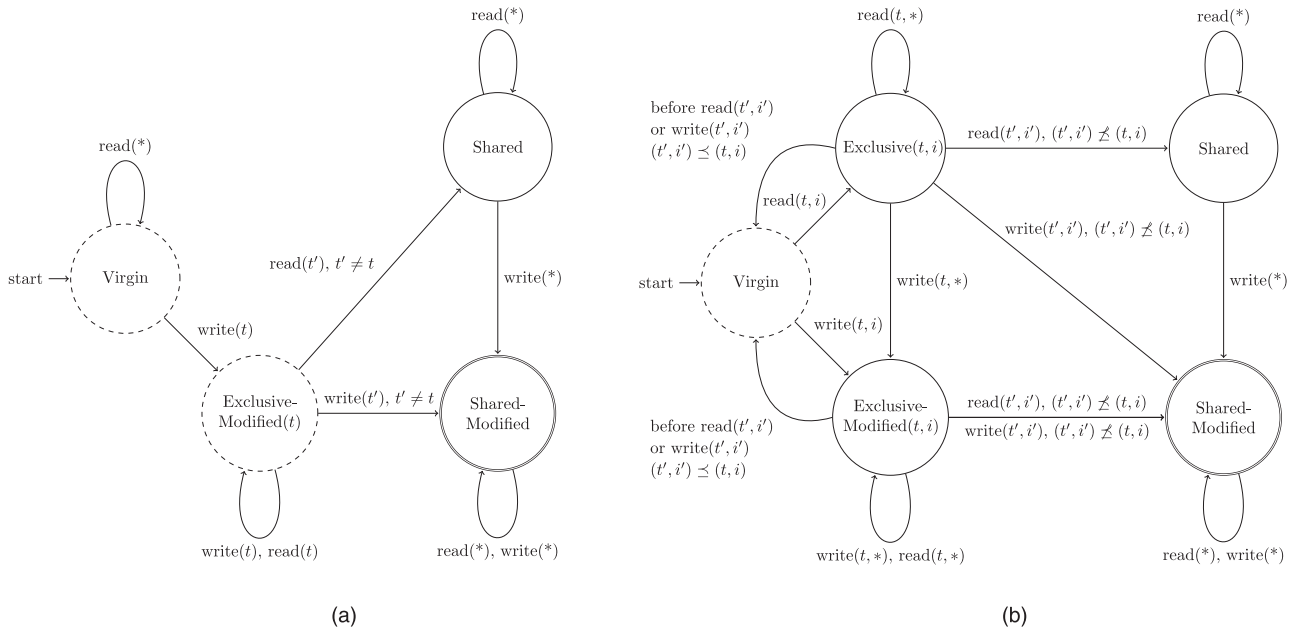 read(*)
Shared
read(*)
start
Virgin
read(t′), t′ ≠ t
write(*)
write(t)
Exclusive-
Modified(t)
write(t′), t′ ≠ t
Shared-
Modified
write(t), read(t)
read(*), write(*)
(a)
read(t, *)
read(*)
before read(t′, i′)
or write(t′, i′)
(t′, i′) ⪯ (t, i)
Exclusive(t, i)
read(t′, i′), (t′, i′) ⋠ (t, i)
Shared
read(t, i)
write(t′, i′), (t′, i′) ⋠ (t, i)
start
Virgin
write(t, *)
write(*)
write(t, i)
before read(t′, i′)
or write(t′, i′)
(t′, i′) ⪯ (t, i)
Exclusive-
Modified(t, i)
read(t′, i′), (t′, i′) ⋠ (t, i)
write(t′, i′), (t′, i′) ⋠ (t, i)
Shared-
Modified
write(t, *), read(t, *)
read(*), write(*)
(b)